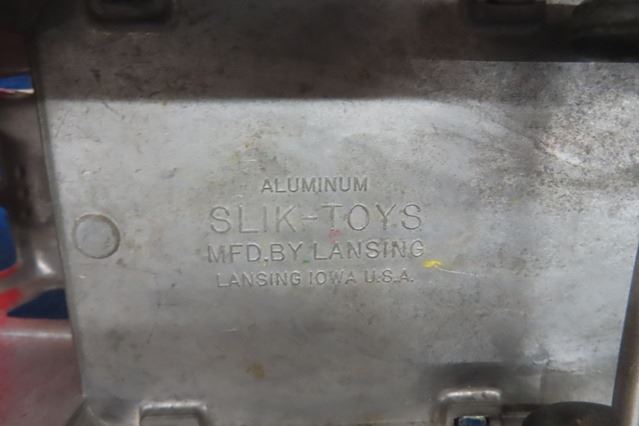 ALUMINUM
SLIK-TOYS
MFD. BY LANSING
LANSING IOWA U.S.A.